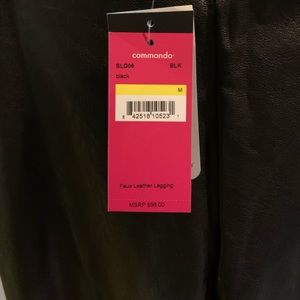 commando
SLG06 BLK
black
M
8 42518 10523 1
Faux Leather Legging
MSRP $98.00